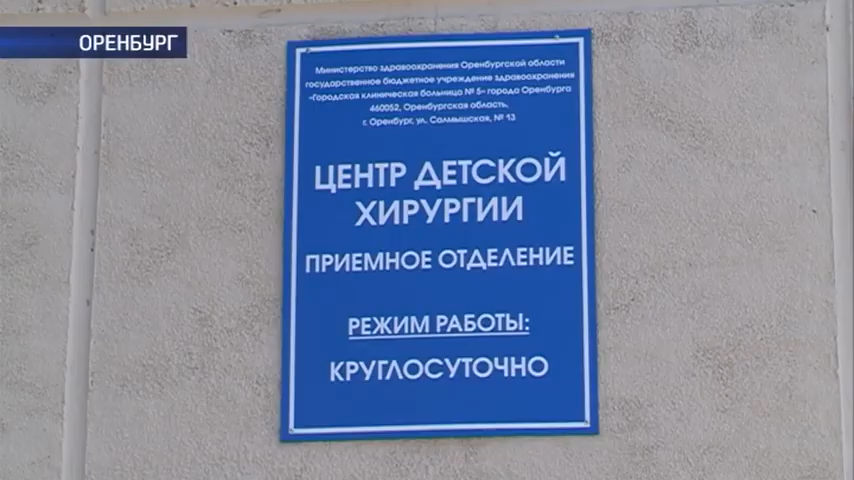 ОРЕНБУРГ
Министерство здравоохранения Оренбургской области
государственное бюджетное учреждение здравоохранения
«Городская клиническая больница № 5» города Оренбурга
460052, Оренбургская область,
г. Оренбург, ул. Салмышская, № 13
ЦЕНТР ДЕТСКОЙ
ХИРУРГИИ
ПРИЕМНОЕ ОТДЕЛЕНИЕ
РЕЖИМ РАБОТЫ:
КРУГЛОСУТОЧНО